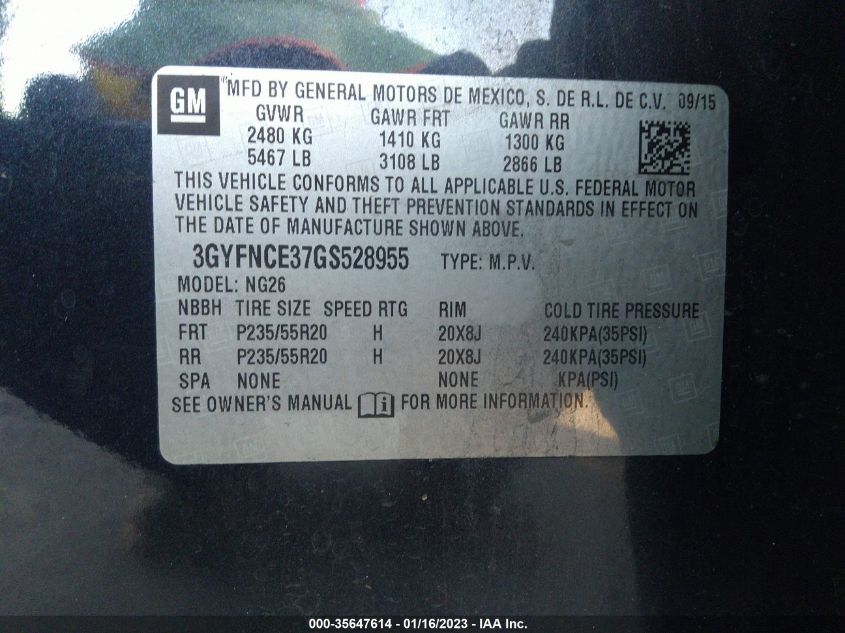 GM
MFD BY GENERAL MOTORS DE MEXICO, S. DE R.L. DE C.V. 09/15
GVWR GAWR FRT GAWR RR
2480 KG 1410 KG 1300 KG
5467 LB 3108 LB 2866 LB
THIS VEHICLE CONFORMS TO ALL APPLICABLE U.S. FEDERAL MOTOR
VEHICLE SAFETY AND THEFT PREVENTION STANDARDS IN EFFECT ON
THE DATE OF MANUFACTURE SHOWN ABOVE.
3GYFNCE37GS528955 TYPE: M.P.V.
MODEL: NG26
NBBH TIRE SIZE SPEED RTG RIM COLD TIRE PRESSURE
FRT P235/55R20 H 20X8J 240KPA(35PSI)
RR P235/55R20 H 20X8J 240KPA(35PSI)
SPA NONE NONE KPA(PSI)
SEE OWNER'S MANUAL FOR MORE INFORMATION.
000-35647614 - 01/16/2023 - IAA Inc.